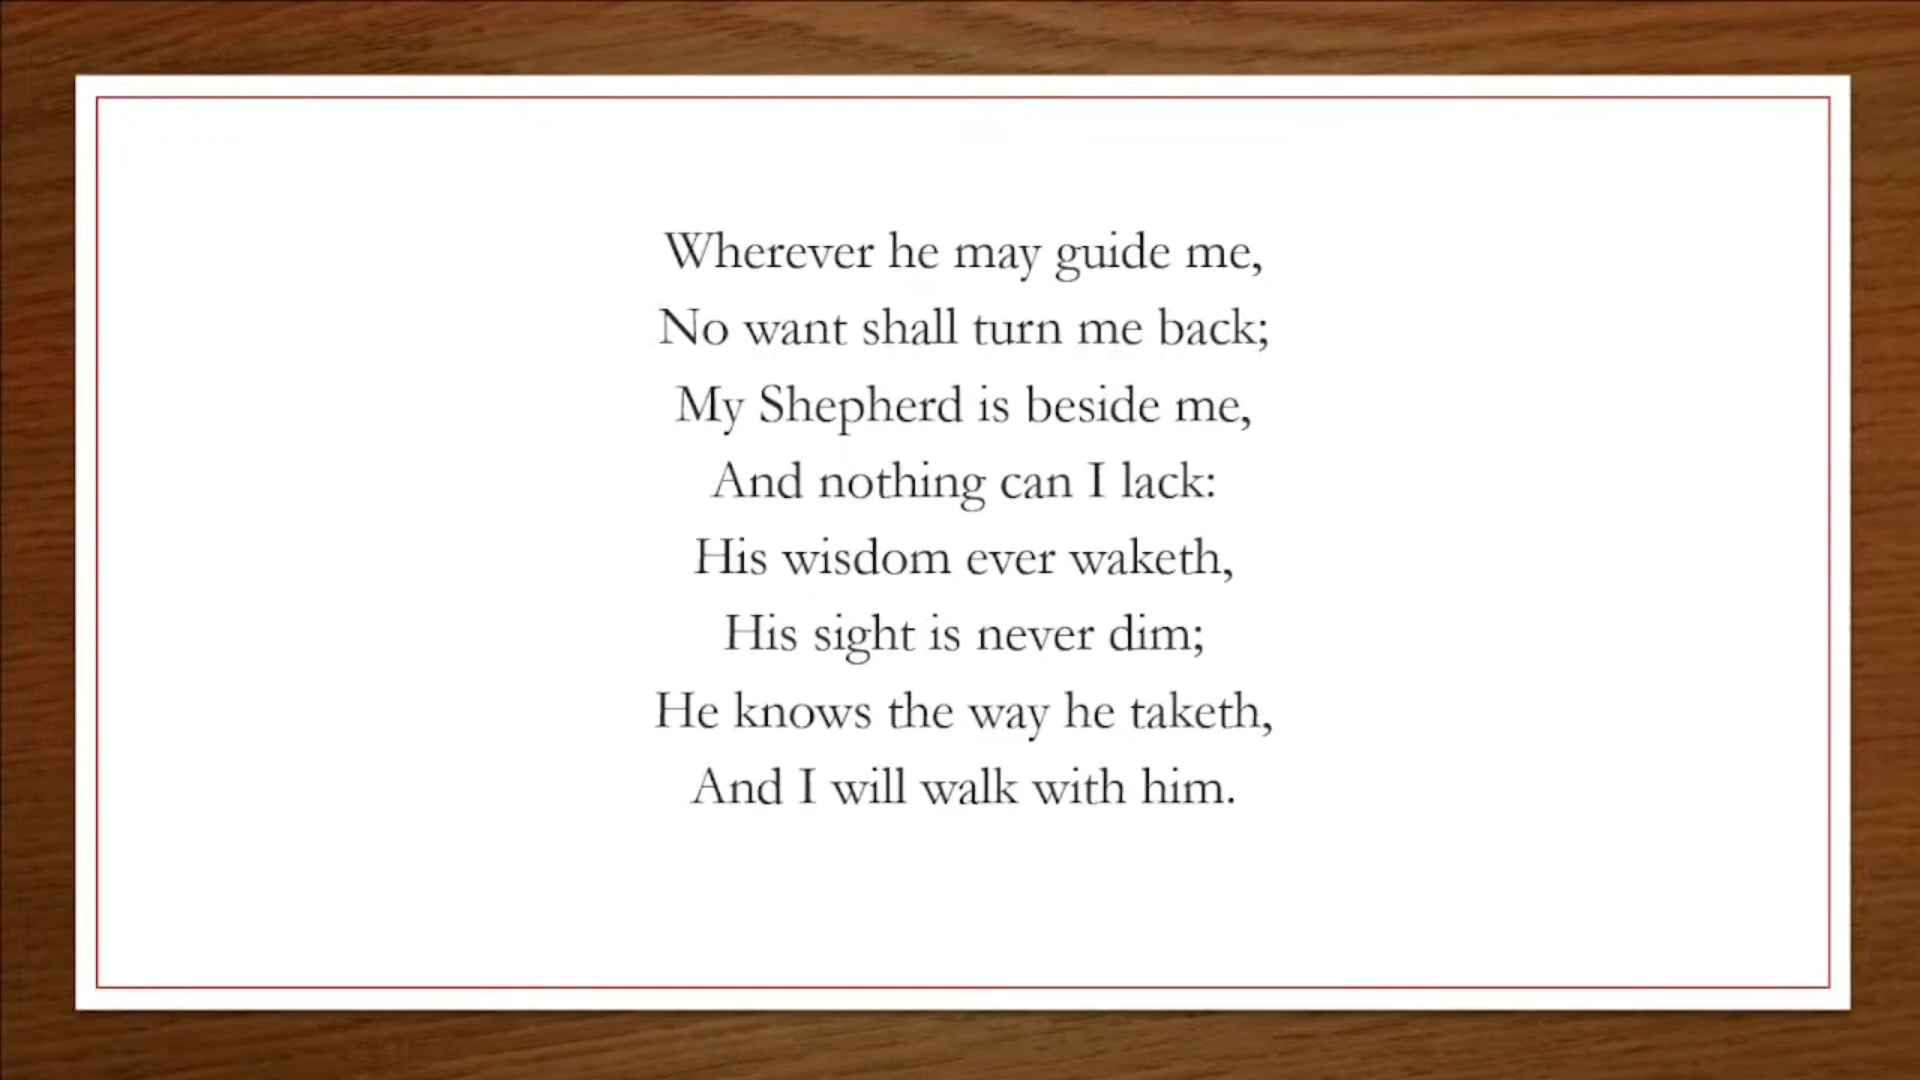 Wherever he may guide me,
No want shall turn me back;
My Shepherd is beside me,
And nothing can I lack:
His wisdom ever waketh,
His sight is never dim;
He knows the way he taketh,
And I will walk with him.